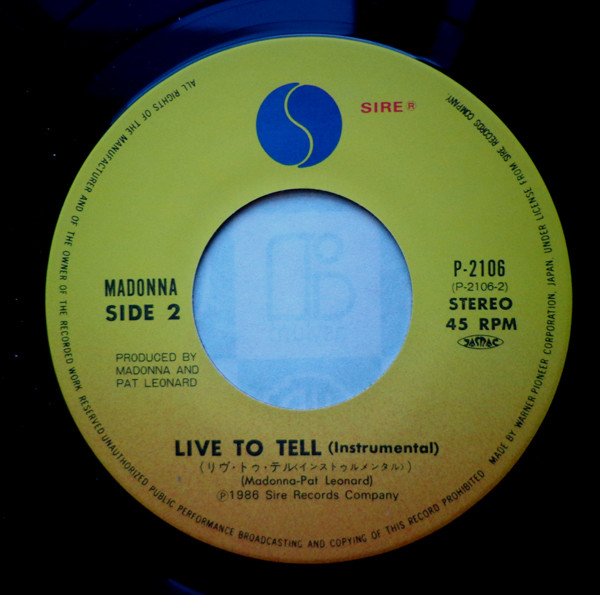 SIRE®
MADONNA
SIDE 2
P-2106
(P-2106-2)
STEREO
45 RPM
JASRAC
PRODUCED BY
MADONNA AND
PAT LEONARD
LIVE TO TELL (Instrumental)
(リヴ・トゥ・テル〈インストゥルメンタル〉)
(Madonna-Pat Leonard)
Ⓟ1986 Sire Records Company
ALL RIGHTS OF THE MANUFACTURER AND OF THE OWNER OF THE RECORDED WORK RESERVED. UNAUTHORIZED PUBLIC PERFORMANCE BROADCASTING AND COPYING OF THIS RECORD PROHIBITED
MADE BY WARNER-PIONEER CORPORATION, JAPAN, UNDER LICENSE FROM SIRE RECORDS COMPANY.